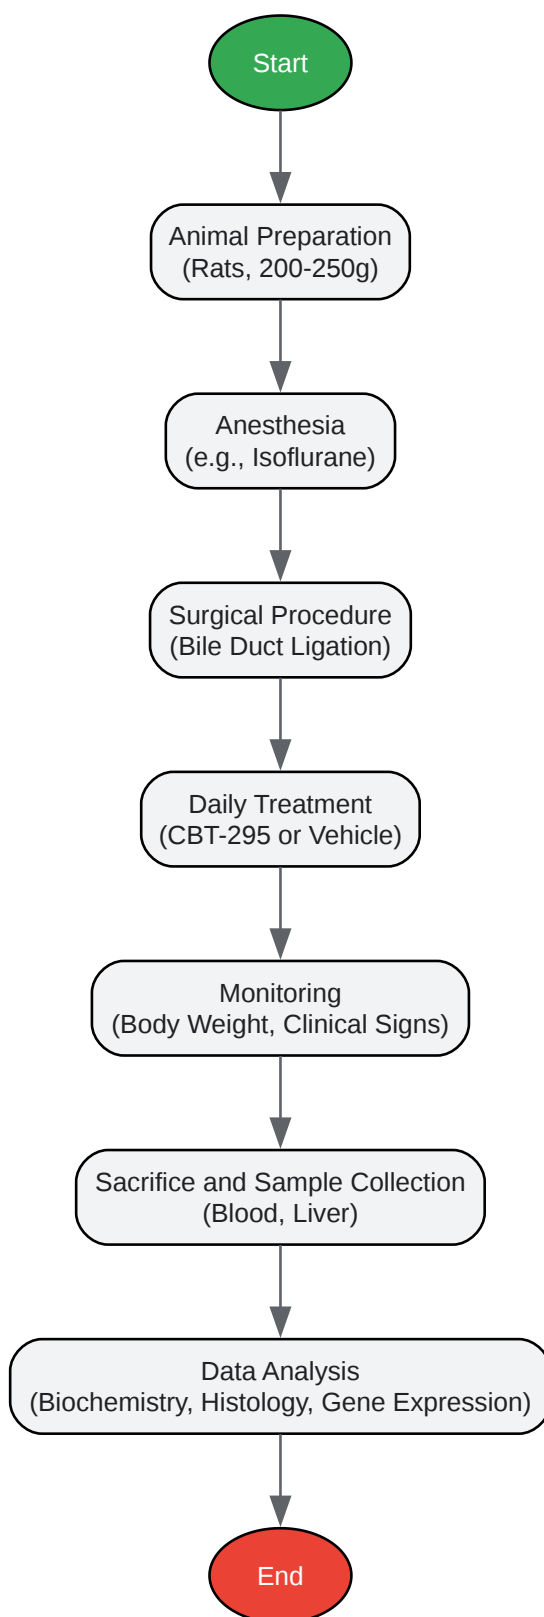 Start
Animal Preparation
(Rats, 200-250g)
Anesthesia
(e.g., Isoflurane)
Surgical Procedure
(Bile Duct Ligation)
Daily Treatment
(CBT-295 or Vehicle)
Monitoring
(Body Weight, Clinical Signs)
Sacrifice and Sample Collection
(Blood, Liver)
Data Analysis
(Biochemistry, Histology, Gene Expression)
End